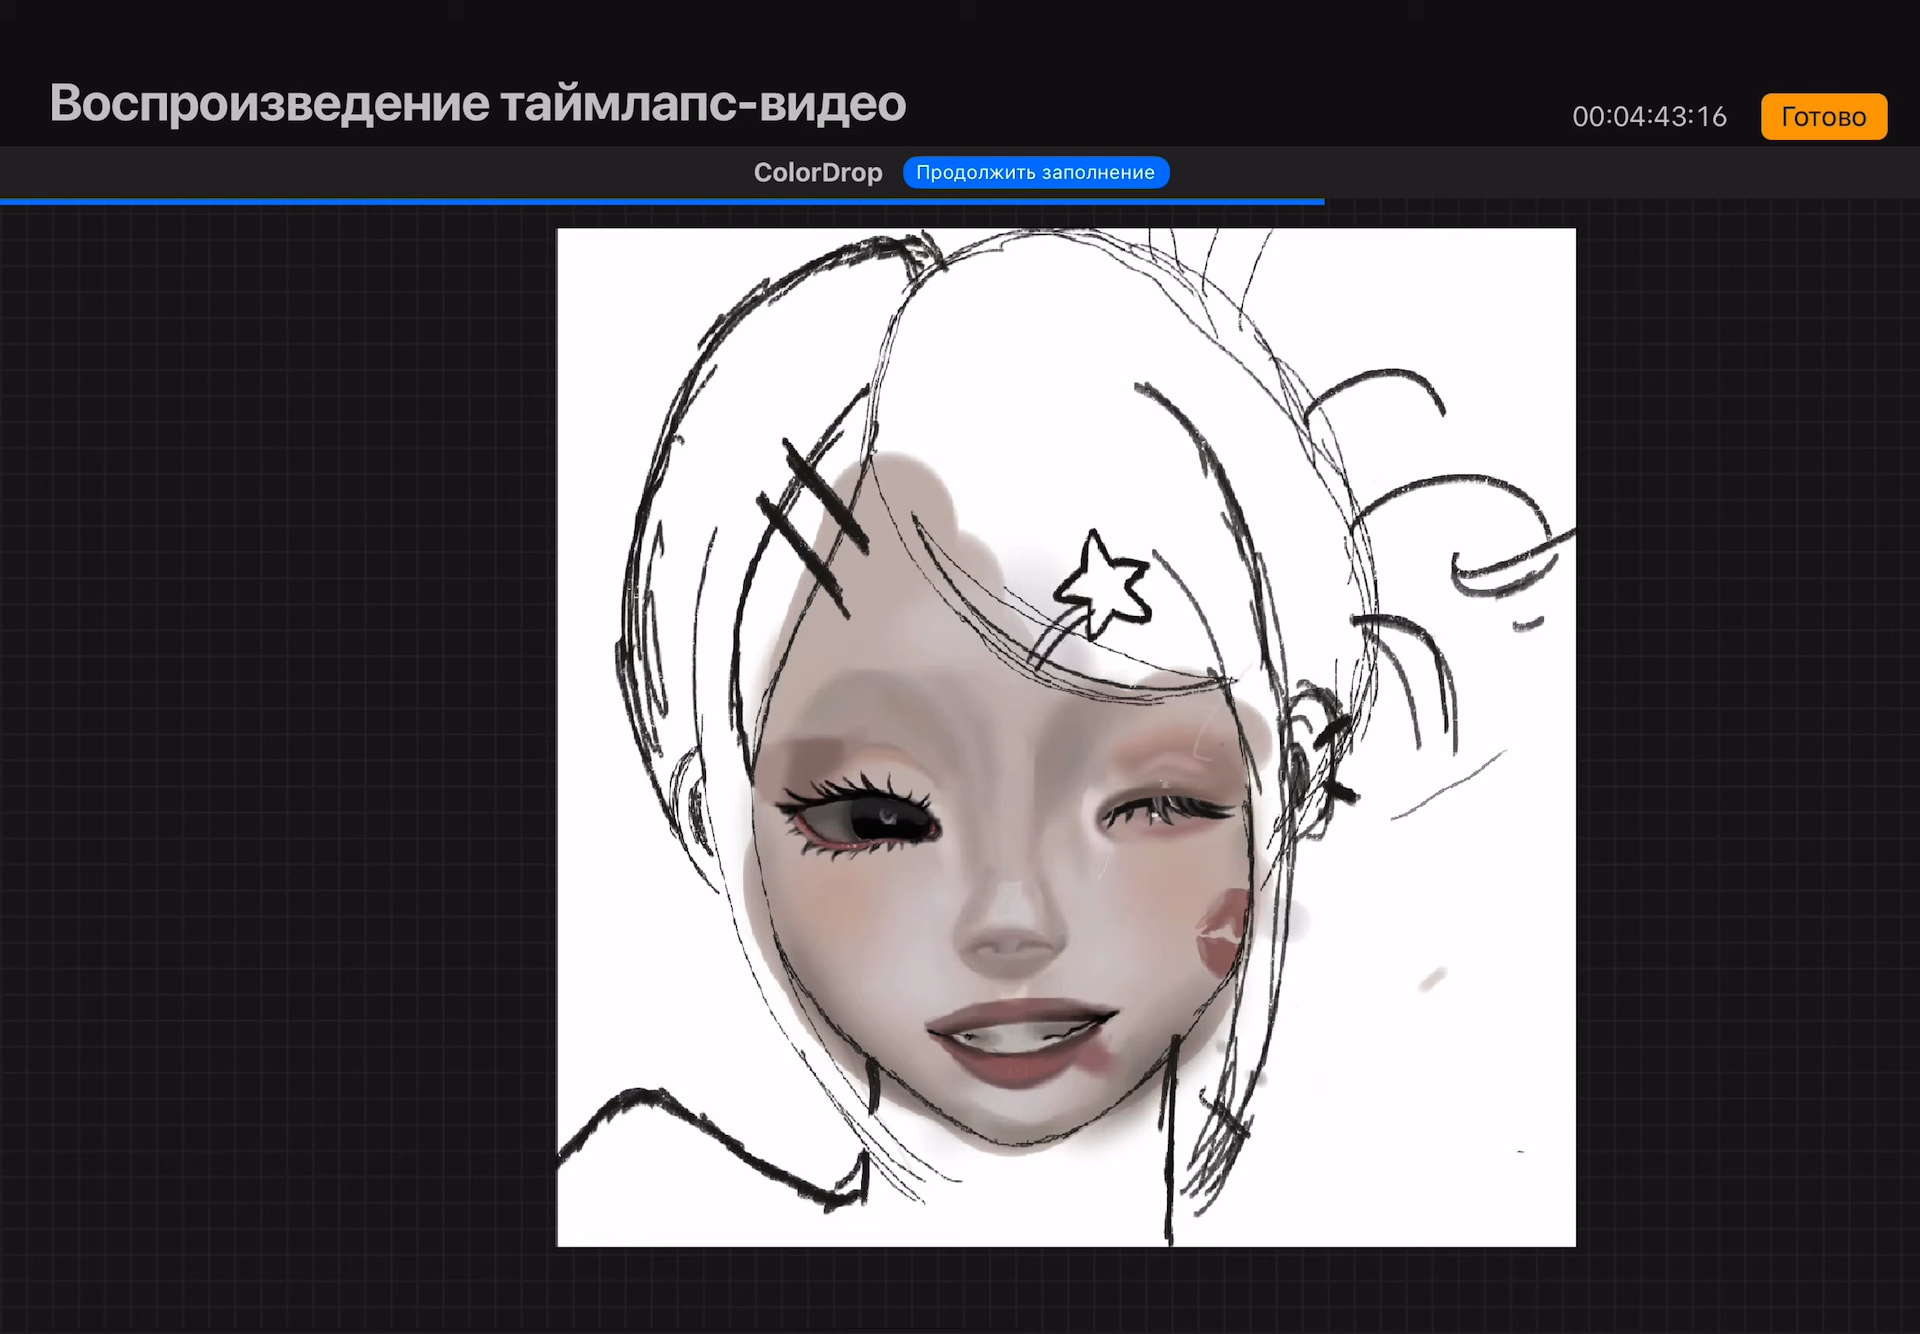 Воспроизведение таймлапс-видео
00:04:43:16
Готово
ColorDrop
Продолжить заполнение